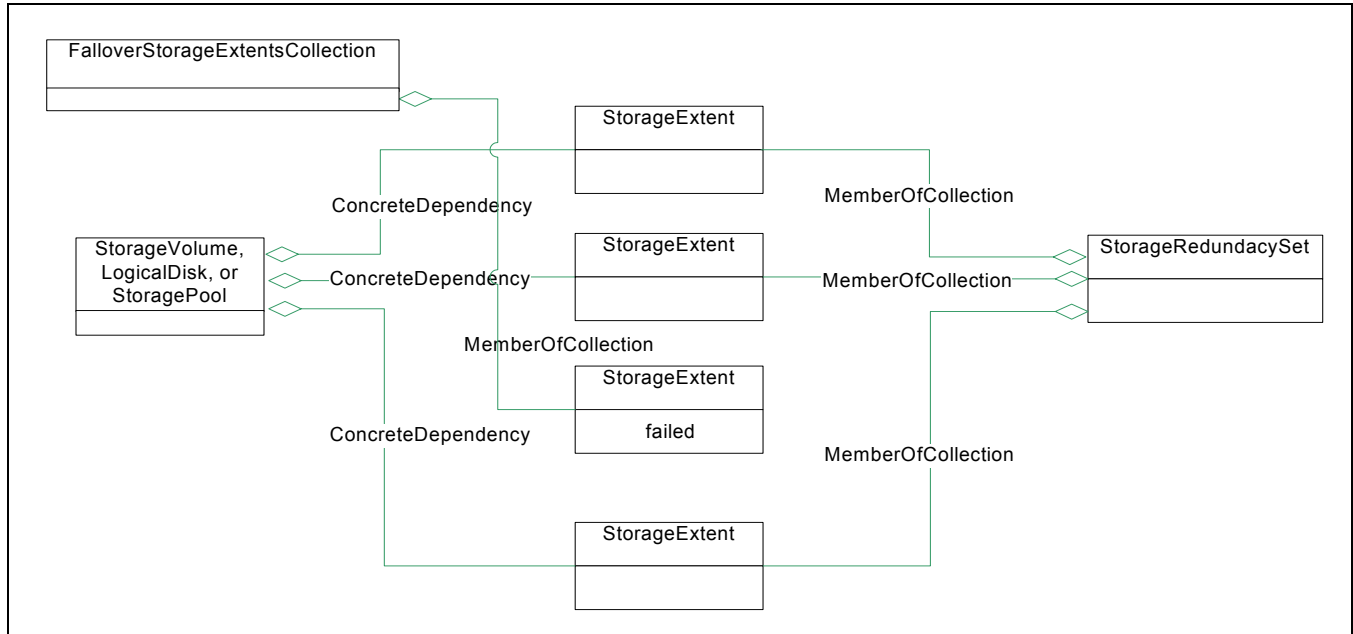 FalloverStorageExtentsCollection
StorageExtent
MemberOfCollection
ConcreteDependency
StorageVolume,
LogicalDisk, or
StoragePool
StorageExtent
StorageRedundacySet
ConcreteDependency
MemberOfCollection
MemberOfCollection
StorageExtent
failed
ConcreteDependency
MemberOfCollection
StorageExtent